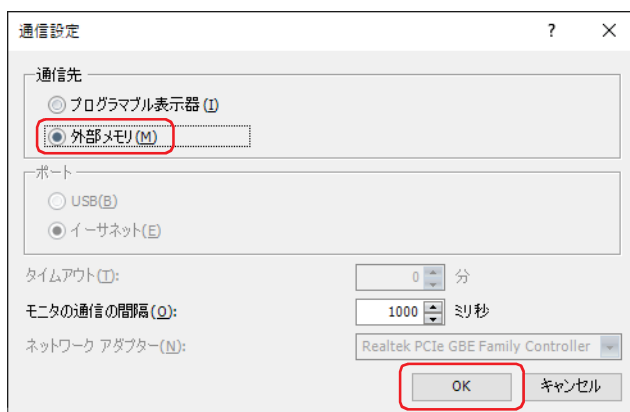 通信設定 ?
通信先
プログラマブル表示器(I)
外部メモリ(M)
ポート
USB(B)
イーサネット(E)
タイムアウト(T): 0 分
モニタの通信の間隔(O): 1000 ミリ秒
ネットワーク アダプター(N): Realtek PCIe GBE Family Controller
OK キャンセル